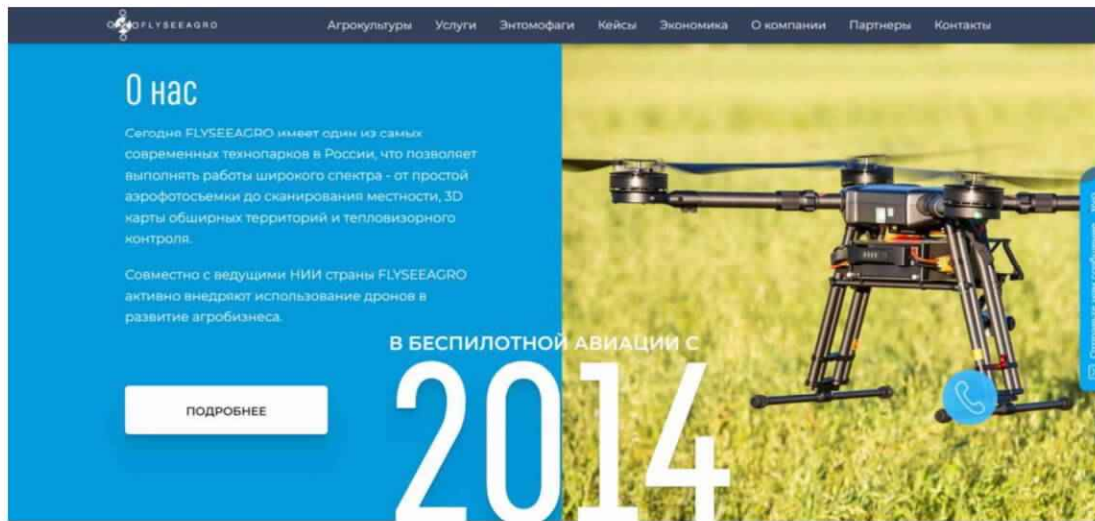 FLYSEEAGRO
Агрокультуры Услуги Энтомофаги Кейсы Экономика О компании Партнеры Контакты
О нас
Сегодня FLYSEEAGRO имеет один из самых
современных технопарков в России, что позволяет
выполнять работы широкого спектра - от простой
аэрофотосъемки до сканирования местности, 3D
карты обширных территорий и тепловизорного
контроля.
Совместно с ведущими НИИ страны FLYSEEAGRO
активно внедряют использование дронов в
развитие агробизнеса.
В БЕСПИЛОТНОЙ АВИАЦИИ С
2014
ПОДРОБНЕЕ